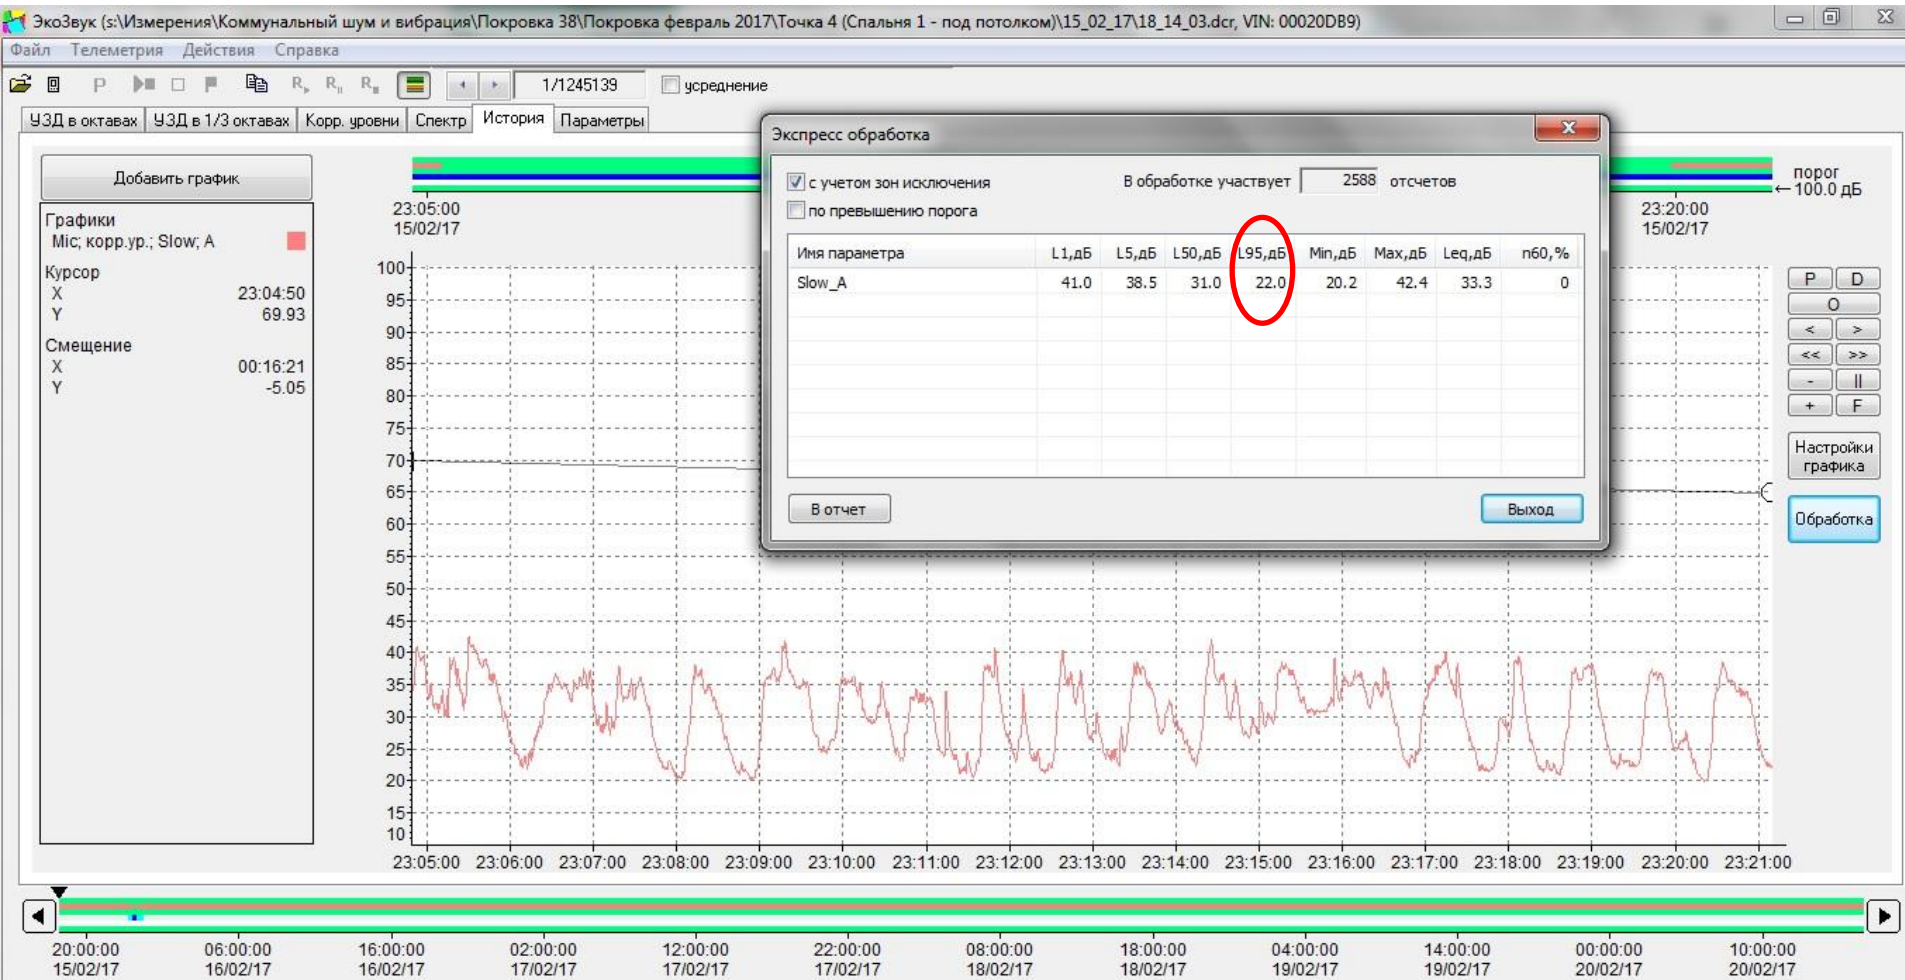 ЭкоЗвук (s:\Измерения\Коммунальный шум и вибрация\Покровка 38\Покровка февраль 2017\Точка 4 (Спальня 1 - под потолком)\15_02_17\18_14_03.dcr, VIN: 00020DB9)
Файл Телеметрия Действия Справка
P R R R 1/1245139 усреднение
УЗД в октавах УЗД в 1/3 октавах Корр. уровни Спектр История Параметры
Добавить график
Графики
Mic; корр.ур.; Slow; A
Курсор
X 23:04:50
Y 69.93
Смещение
X 00:16:21
Y -5.05
23:05:00
15/02/17
23:20:00
15/02/17
порог
←100.0 дБ
Экспресс обработка
с учетом зон исключения В обработке участвует 2588 отсчетов
по превышению порога
Имя параметра L1,дБ L5,дБ L50,дБ L95,дБ Min,дБ Max,дБ Leq,дБ n60,%
Slow_A 41.0 38.5 31.0 22.0 20.2 42.4 33.3 0
В отчет Выход
P D
O
< >
<< >>
- II
+ F
Настройки
графика
Обработка
100
95
90
85
80
75
70
65
60
55
50
45
40
35
30
25
20
15
10
23:05:00 23:06:00 23:07:00 23:08:00 23:09:00 23:10:00 23:11:00 23:12:00 23:13:00 23:14:00 23:15:00 23:16:00 23:17:00 23:18:00 23:19:00 23:20:00 23:21:00
20:00:00 06:00:00 16:00:00 02:00:00 12:00:00 22:00:00 08:00:00 18:00:00 04:00:00 14:00:00 00:00:00 10:00:00
15/02/17 16/02/17 16/02/17 17/02/17 17/02/17 17/02/17 18/02/17 18/02/17 19/02/17 19/02/17 20/02/17 20/02/17